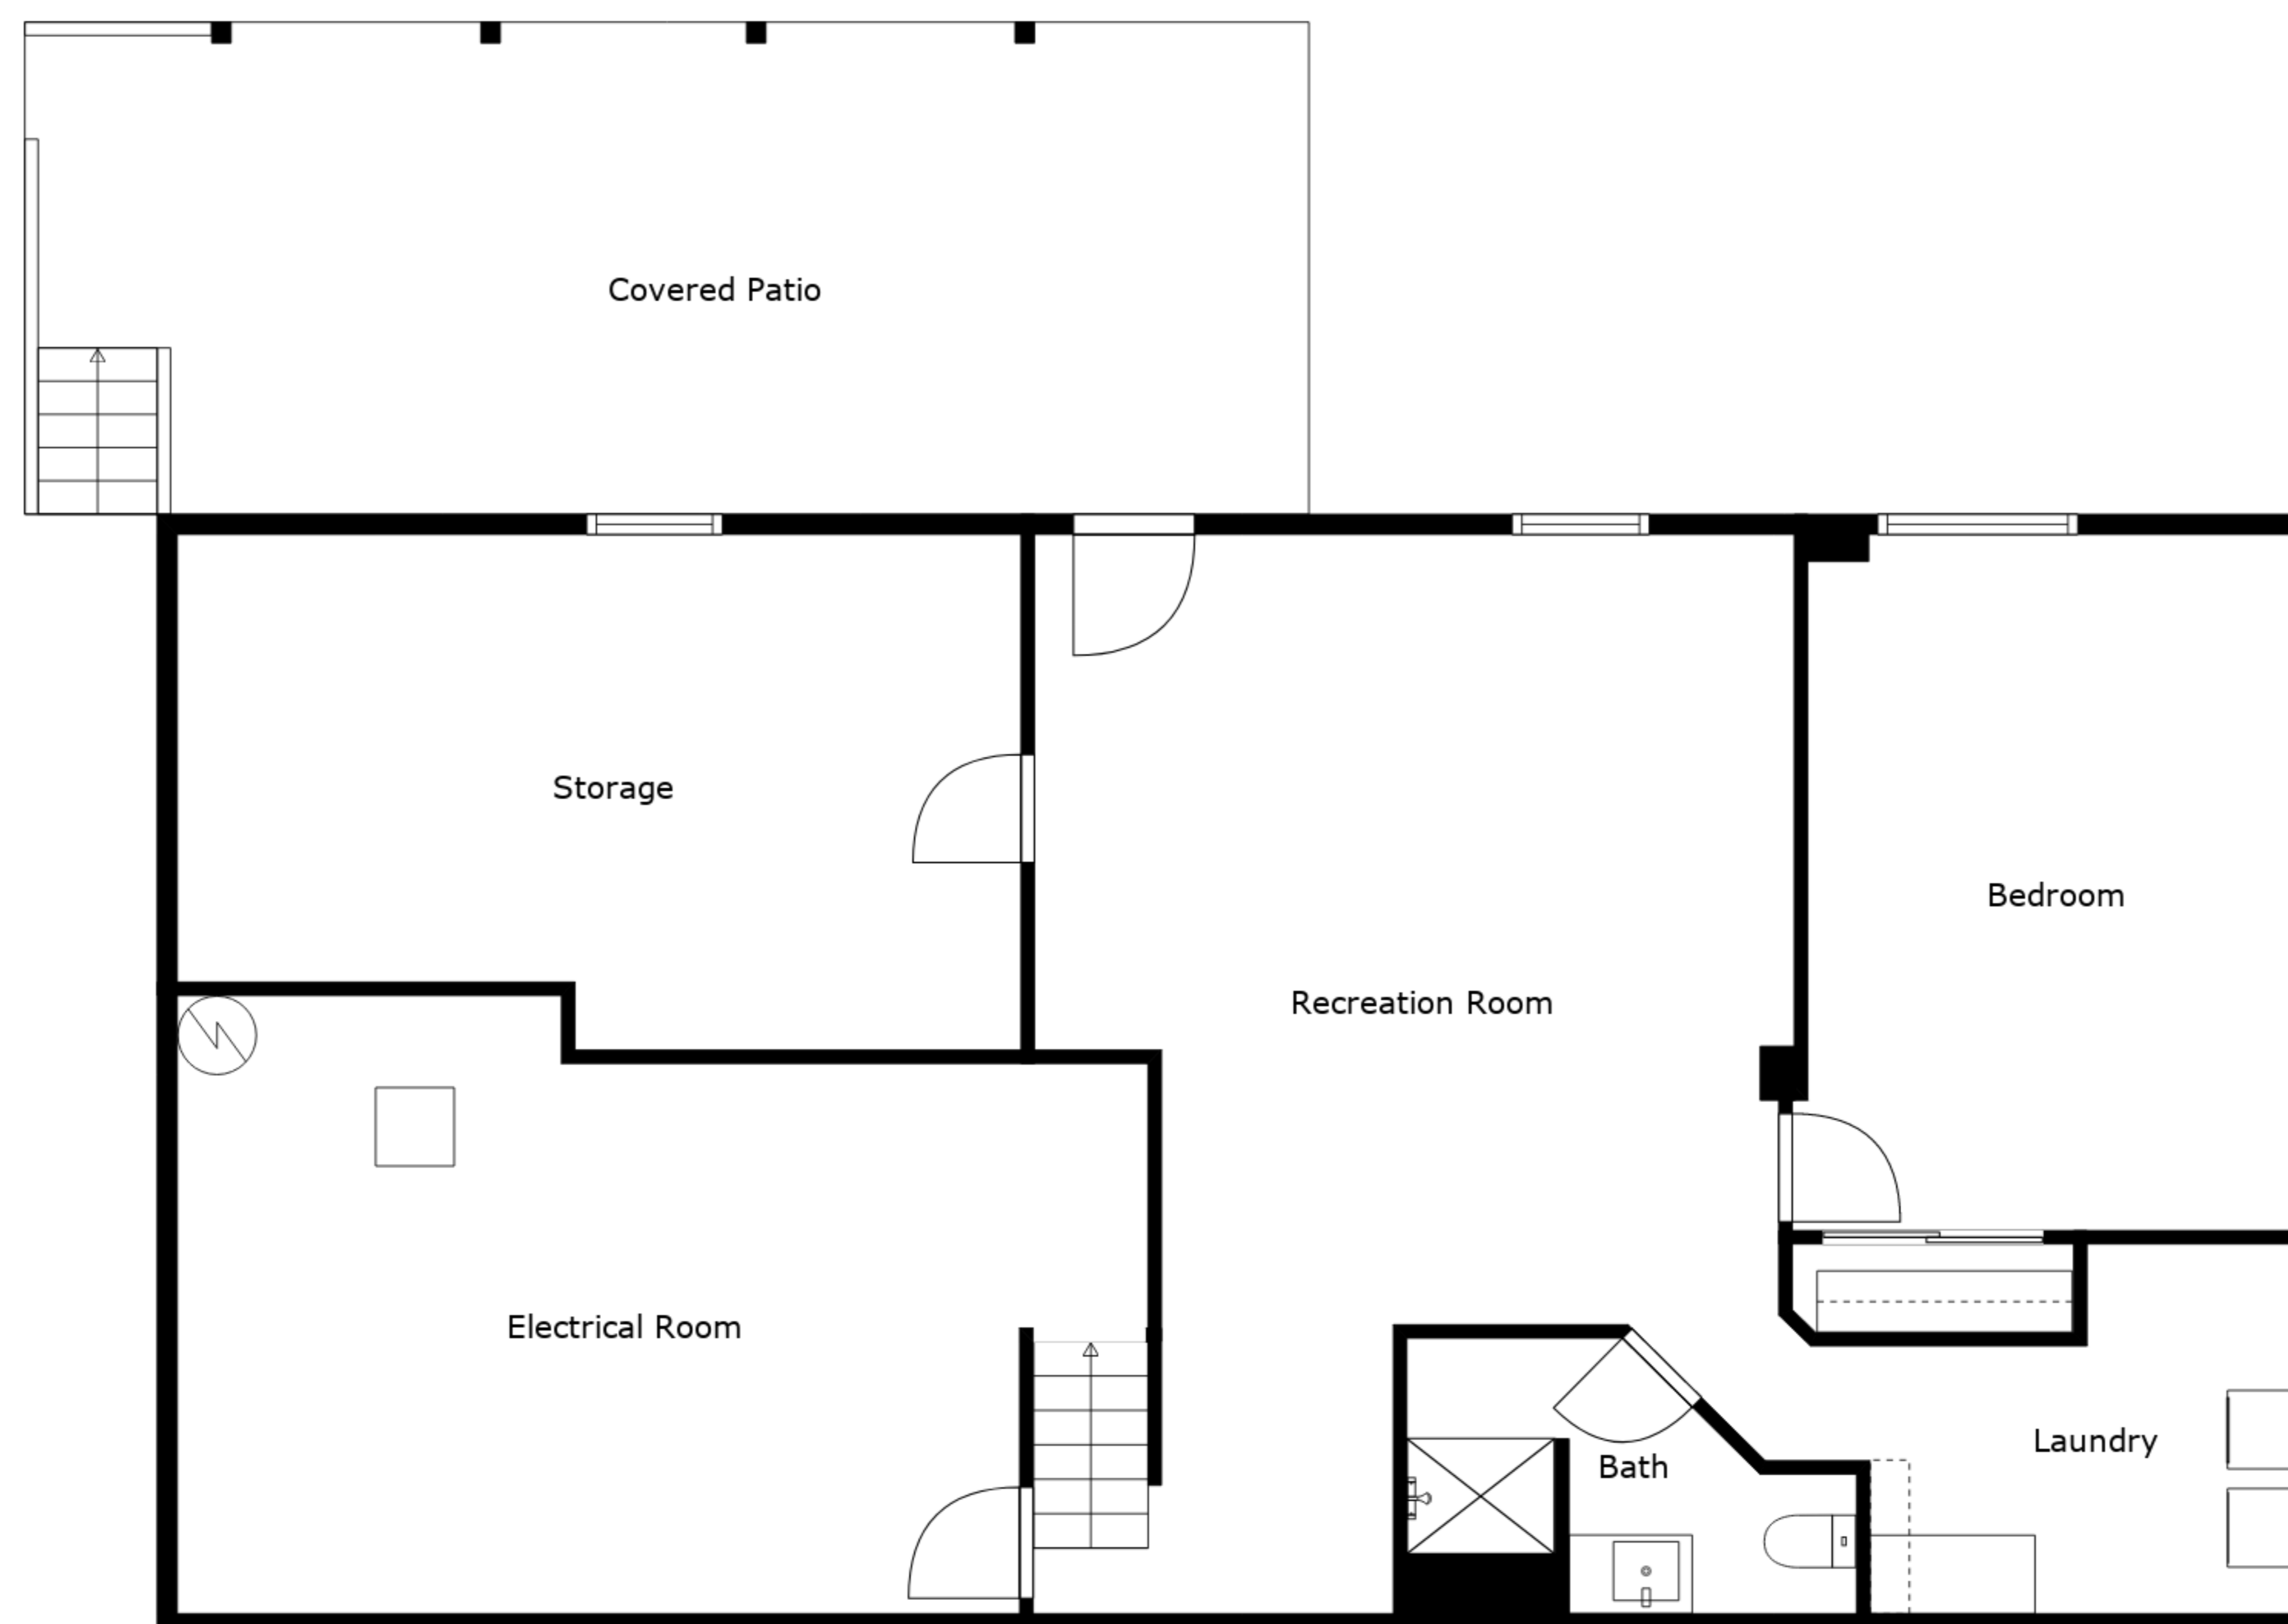 Covered Patio
Storage
Bedroom
Recreation Room
Electrical Room
Laundry
Bath